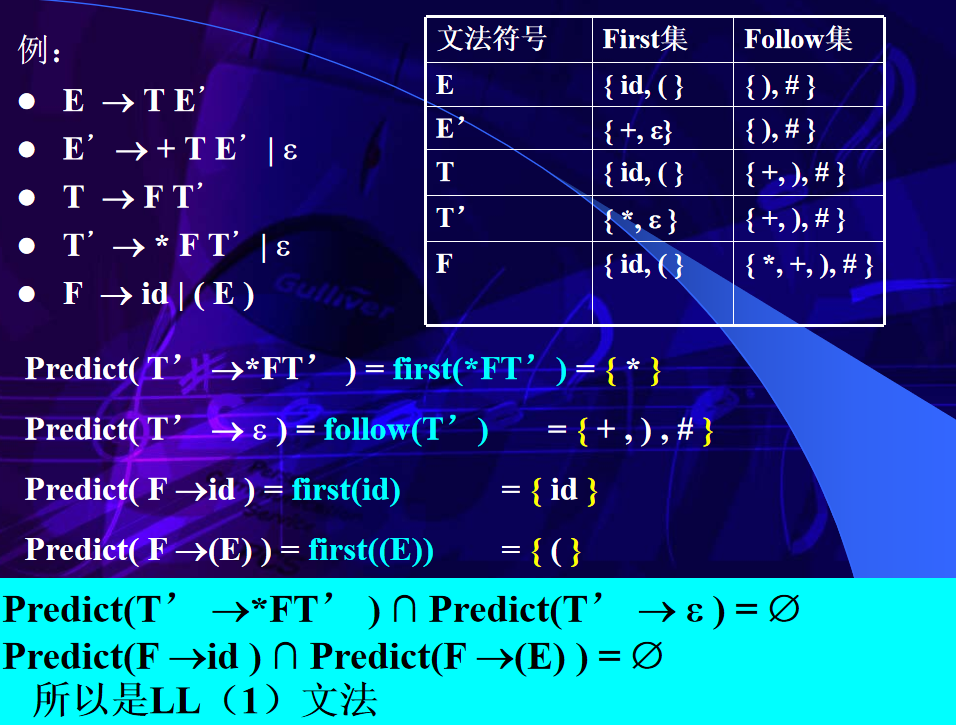 例：
● E → T E’
● E’ → + T E’ | ε
● T → F T’
● T’ → * F T’ | ε
● F → id | ( E )
文法符号 First集 Follow集
E { id, ( } { ), # }
E’ { +, ε} { ), # }
T { id, ( } { +, ), # }
T’ { *, ε } { +, ), # }
F { id, ( } { *, +, ), # }
Gulliver
Predict( T’ →*FT’ ) = first(*FT’) = { * }
Predict( T’ → ε ) = follow(T’) = { + , ) , # }
Predict( F →id ) = first(id) = { id }
Predict( F →(E) ) = first((E)) = { ( }
Predict(T’ →*FT’ ) ∩ Predict(T’ → ε ) = ∅
Predict(F →id ) ∩ Predict(F →(E) ) = ∅
所以是LL（1）文法